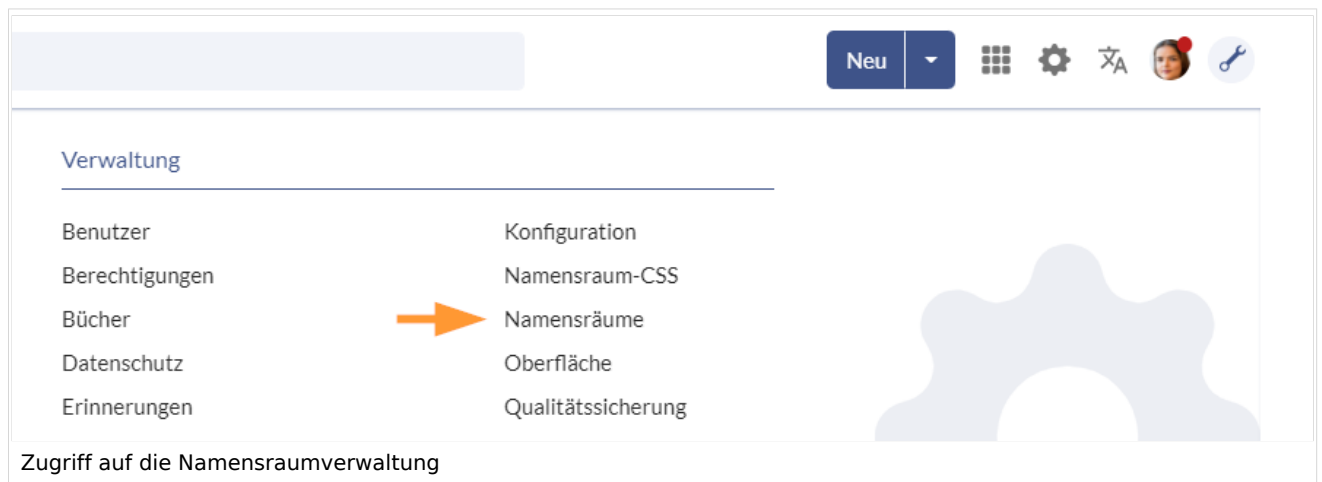 Neu
Verwaltung
Benutzer
Berechtigungen
Bücher
Datenschutz
Erinnerungen
Konfiguration
Namensraum-CSS
Namensräume
Oberfläche
Qualitätssicherung
Zugriff auf die Namensraumverwaltung